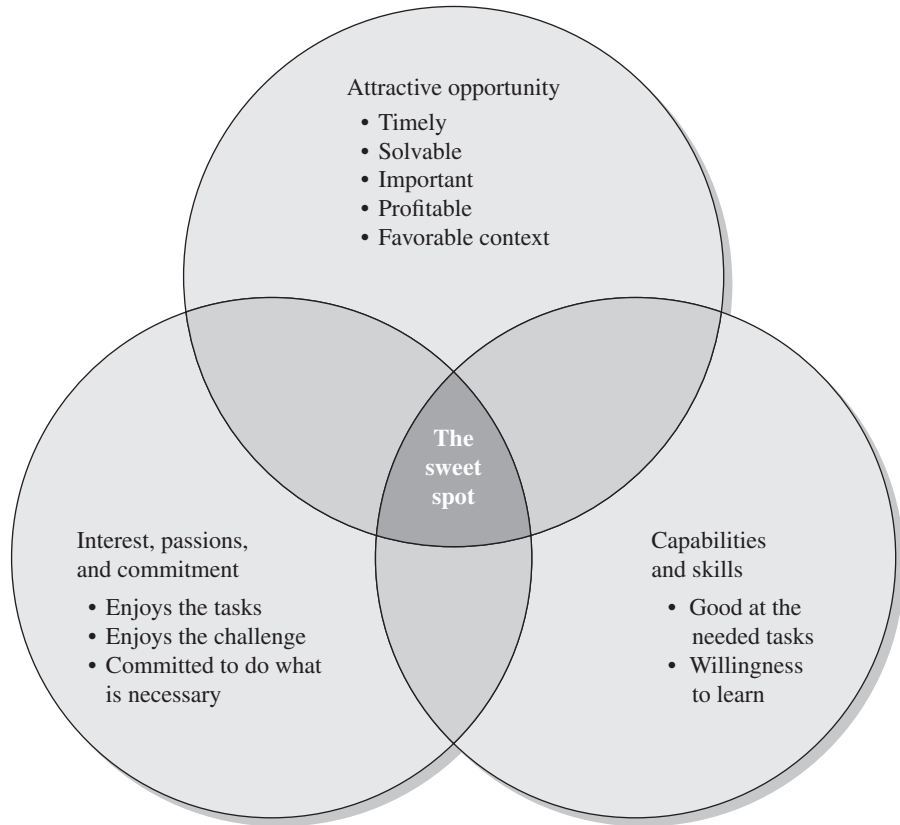 Attractive opportunity
• Timely
• Solvable
• Important
• Profitable
• Favorable context
The
sweet
spot
Interest, passions,
and commitment
• Enjoys the tasks
• Enjoys the challenge
• Committed to do what
is necessary
Capabilities
and skills
• Good at the
needed tasks
• Willingness
to learn